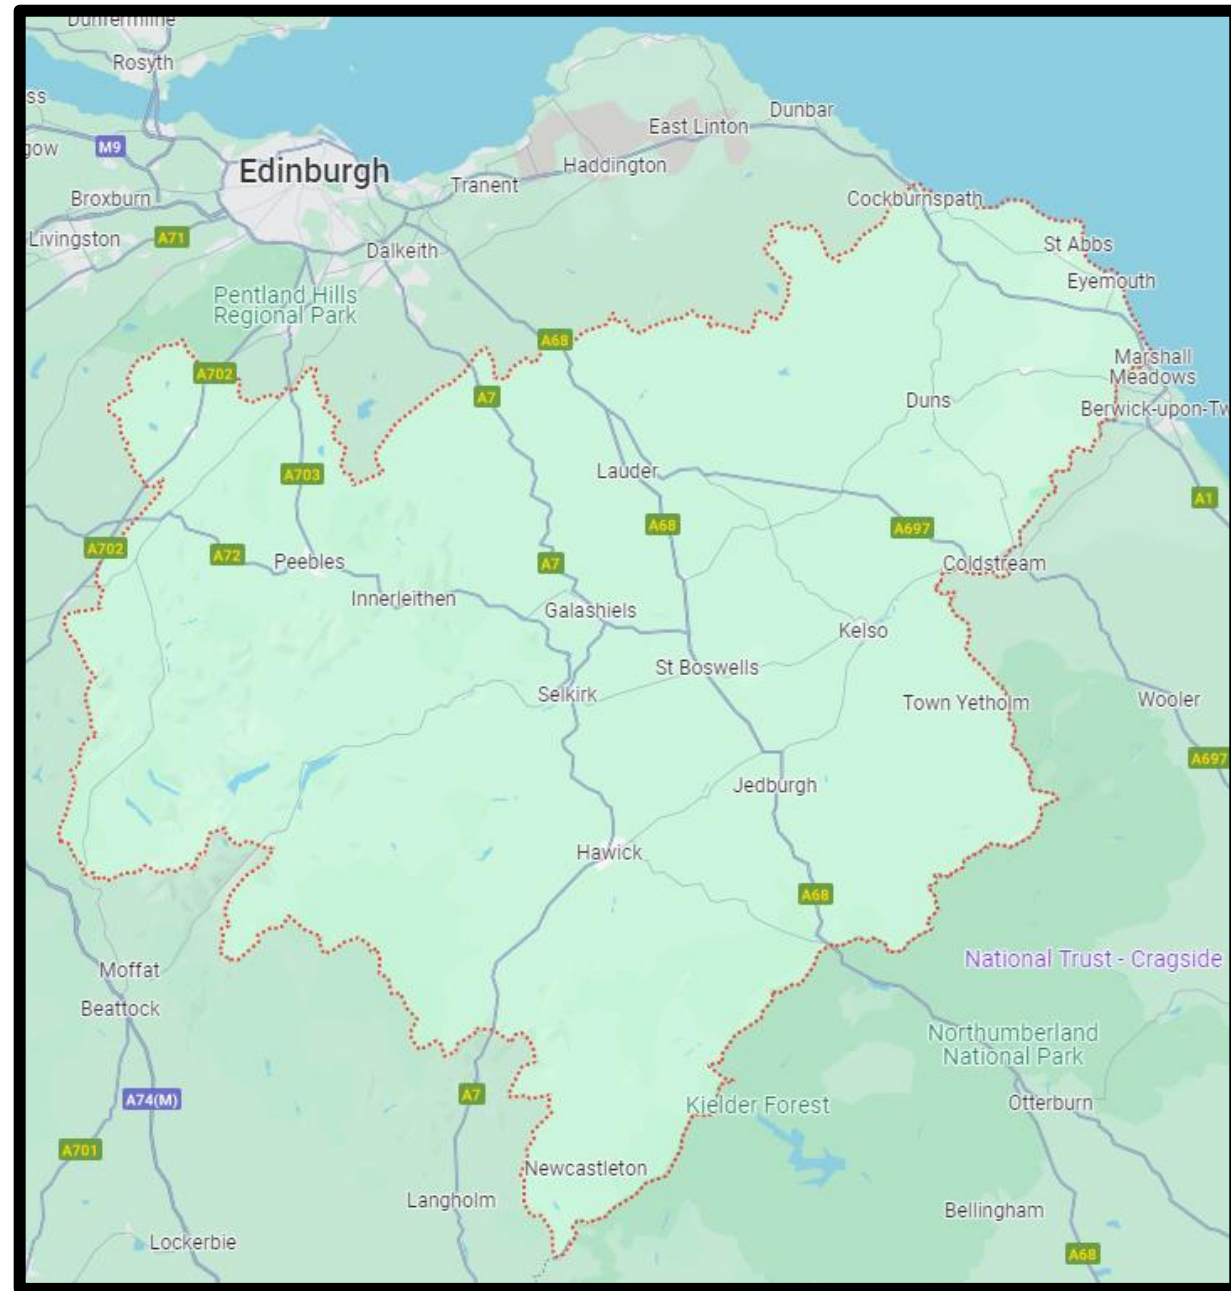 Dunfermline
Rosyth
ss
gow
M9
Edinburgh
East Linton
Dunbar
Haddington
Tranent
Broxburn
Cockburnspath
Livingston
A71
Dalkeith
St Abbs
Eyemouth
Pentland Hills
Regional Park
A68
A702
Marshall
Meadows
A7
Duns
Berwick-upon-Tw
Lauder
A703
A1
A68
A697
A702
A72
Peebles
A7
Coldstream
Innerleithen
Galashiels
Kelso
St Boswells
Selkirk
Town Yetholm
Wooler
A697
Jedburgh
Hawick
A68
National Trust - Cragside
Moffat
Beattock
Northumberland
National Park
A74(M)
A7
Kielder Forest
Otterburn
A701
Newcastleton
Langholm
Bellingham
Lockerbie
A68